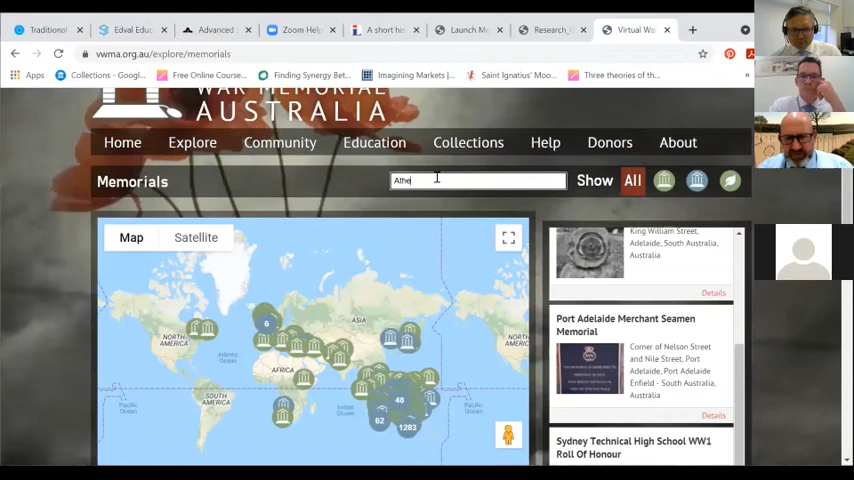 Traditional
Edval Educ
Advanced
Zoom Help
A short his
Launch Me
Research_
Virtual Wa
vwma.org.au/explore/memorials
Apps
Collections - Googl...
Free Online Course...
Finding Synergy Bet...
Imagining Markets |...
Saint Ignatius' Moo...
Three theories of th...
WAR MEMORIAL
AUSTRALIA
Home
Explore
Community
Education
Collections
Help
Donors
About
Memorials
Athe
Show
All
Map
Satellite
NORTH
AMERICA
Atlantic
Ocean
SOUTH
AMERICA
AFRICA
ASIA
Indian
Ocean
Pacific
Ocean
Pacific
Ocean
6
48
62
1283
King William Street,
Adelaide, South Australia,
Australia
Details
Port Adelaide Merchant Seamen
Memorial
Corner of Nelson Street
and Nile Street, Port
Adelaide, Port Adelaide
Enfield - South Australia,
Australia
Details
Sydney Technical High School WW1
Roll Of Honour